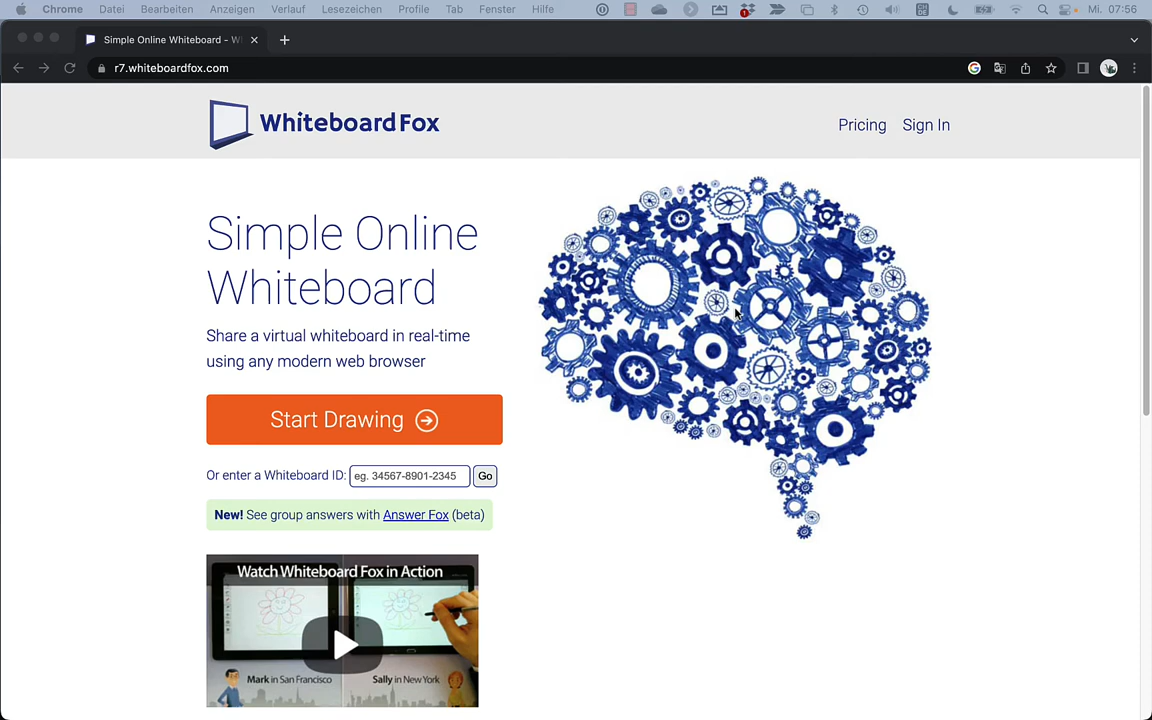 Chrome Datei Bearbeiten Anzeigen Verlauf Lesezeichen Profile Tab Fenster Hilfe Mi. 07:56
Simple Online Whiteboard - W
r7.whiteboardfox.com
Whiteboard Fox
Pricing Sign In
Simple Online
Whiteboard
Share a virtual whiteboard in real-time
using any modern web browser
Start Drawing
Or enter a Whiteboard ID: eg. 34567-8901-2345 Go
New! See group answers with Answer Fox (beta)
Watch Whiteboard Fox in Action
Mark in San Francisco Sally in New York